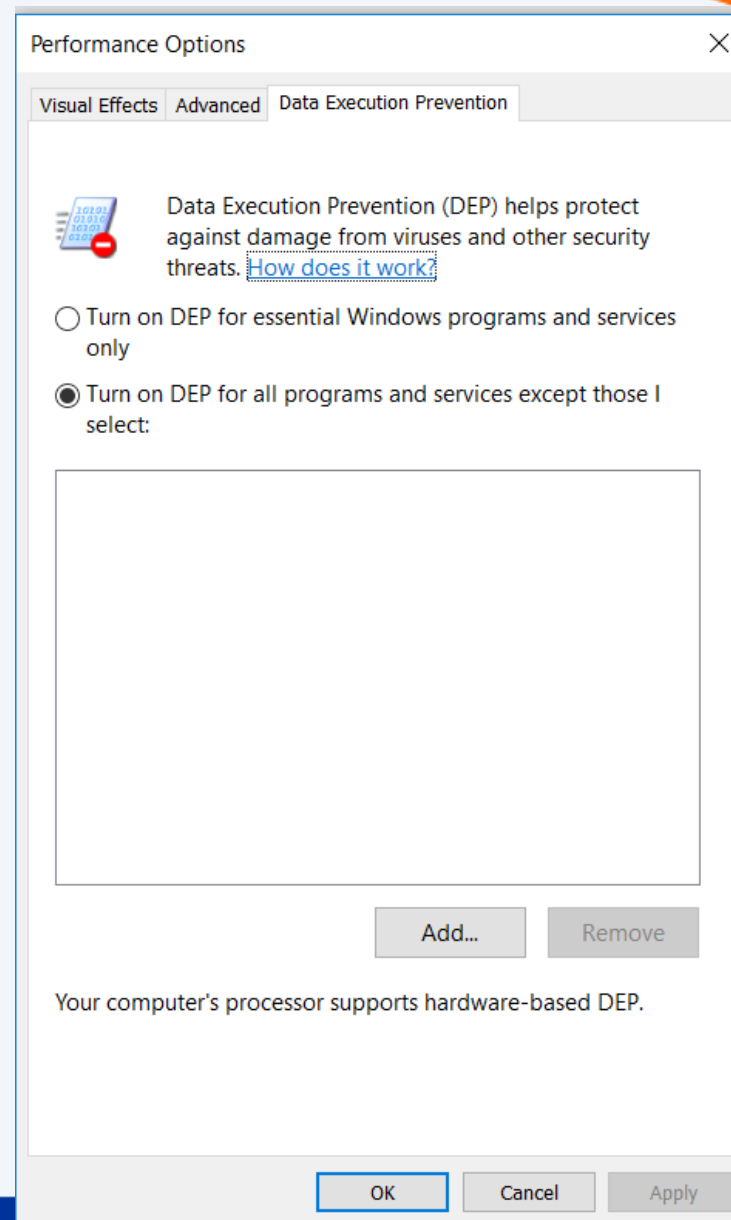 Performance Options
Visual Effects Advanced Data Execution Prevention
Data Execution Prevention (DEP) helps protect
against damage from viruses and other security
threats. How does it work?
Turn on DEP for essential Windows programs and services
only
Turn on DEP for all programs and services except those I
select:
Add... Remove
Your computer's processor supports hardware-based DEP.
OK Cancel Apply